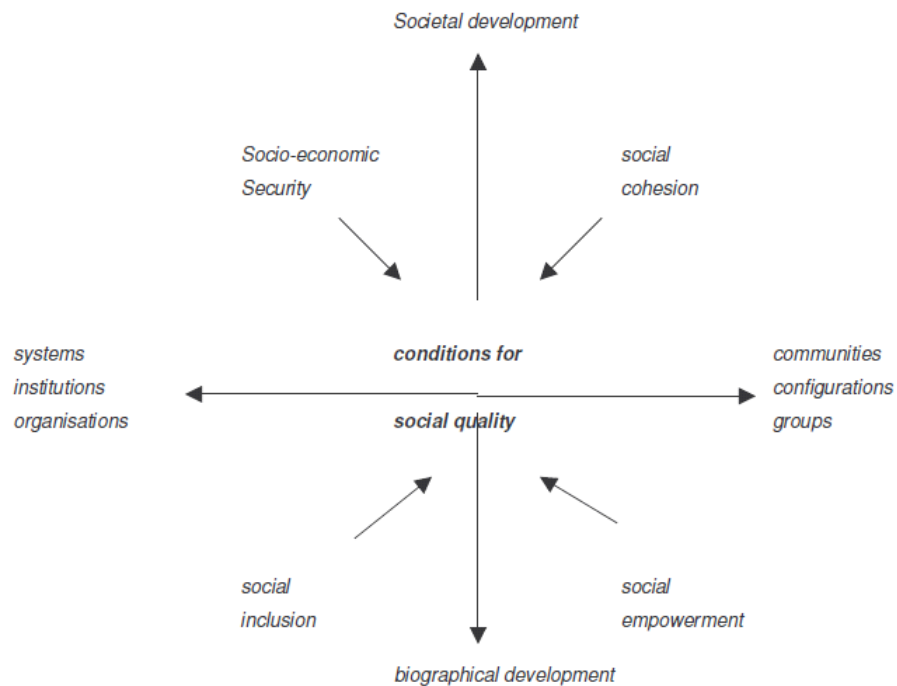 Societal development
Socio-economic
Security
social
cohesion
systems
institutions
organisations
conditions for
social quality
communities
configurations
groups
social
inclusion
social
empowerment
biographical development